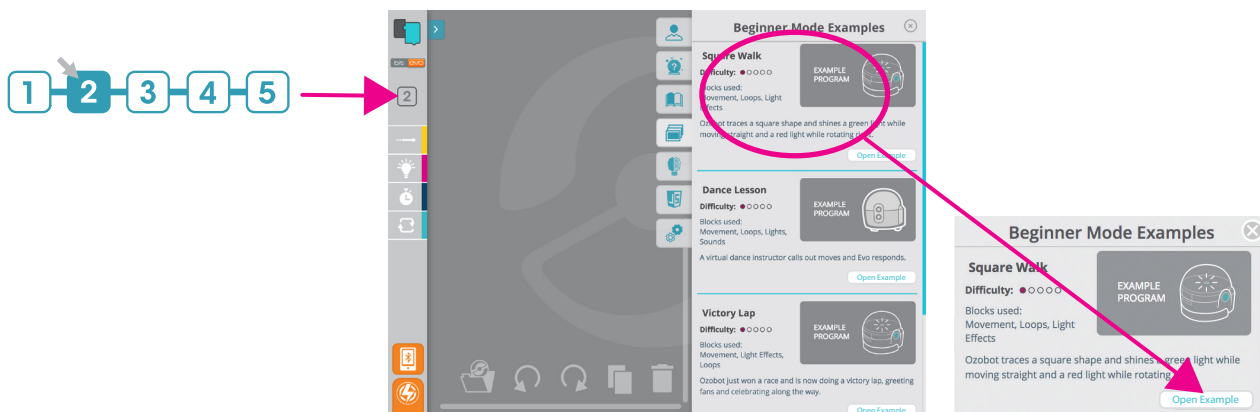 1 2 3 4 5
bit evo
2
Beginner Mode Examples
Square Walk
Difficulty:
Blocks used:
Movement, Loops, Light
Effects
EXAMPLE
PROGRAM
Ozobot traces a square shape and shines a green light while
moving straight and a red light while rotating right.
Open Example
Dance Lesson
Difficulty:
Blocks used:
Movement, Loops, Lights,
Sounds
EXAMPLE
PROGRAM
A virtual dance instructor calls out moves and Evo responds.
Open Example
Victory Lap
Difficulty:
Blocks used:
Movement, Light Effects,
Loops
EXAMPLE
PROGRAM
Ozobot just won a race and is now doing a victory lap, greeting
fans and celebrating along the way.
Open Example
JS
Beginner Mode Examples
Square Walk
Difficulty:
Blocks used:
Movement, Loops, Light
Effects
EXAMPLE
PROGRAM
Ozobot traces a square shape and shines a green light while
moving straight and a red light while rotating
Open Example